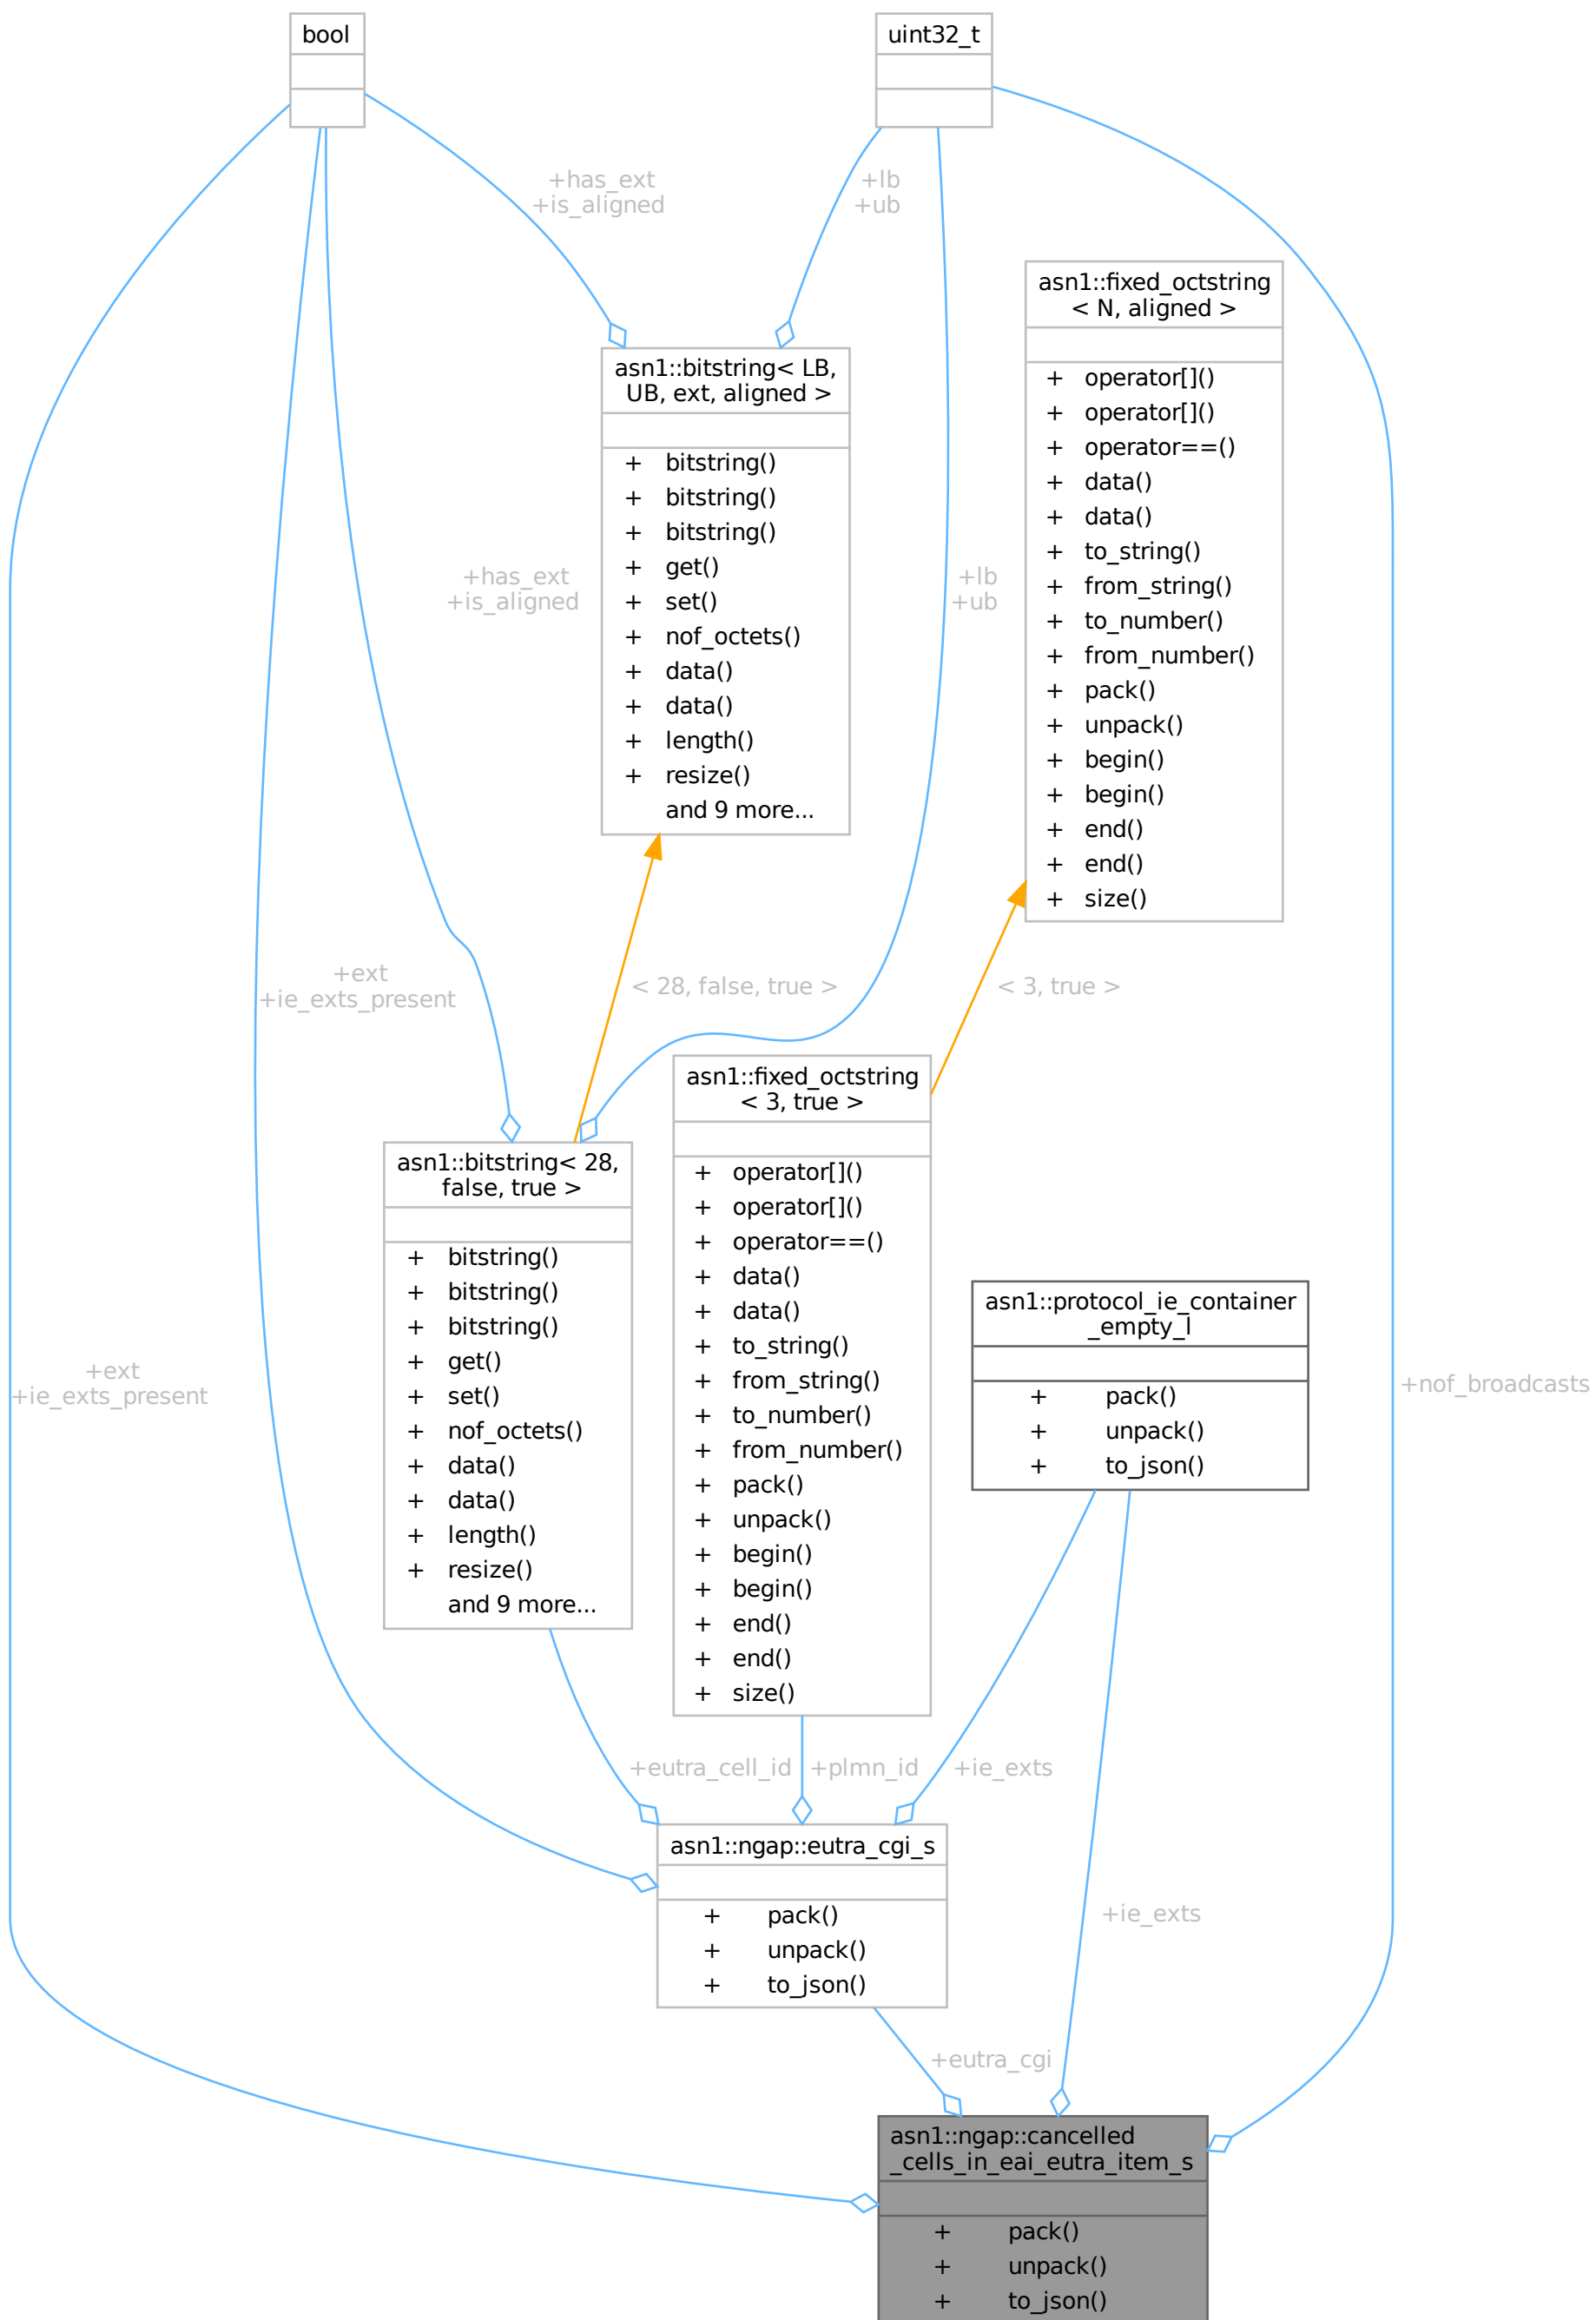 bool
uint32_t
+has_ext
+is_aligned
+lb
+ub
asn1::fixed_octstring
< N, aligned >
+ operator[]()
+ operator[]()
+ operator==()
+ data()
+ data()
+ to_string()
+ from_string()
+ to_number()
+ from_number()
+ pack()
+ unpack()
+ begin()
+ begin()
+ end()
+ end()
+ size()
asn1::bitstring< LB,
UB, ext, aligned >
+ bitstring()
+ bitstring()
+ bitstring()
+ get()
+ set()
+ nof_octets()
+ data()
+ data()
+ length()
+ resize()
and 9 more...
+has_ext
+is_aligned
+lb
+ub
+ext
+ie_exts_present
< 28, false, true >
< 3, true >
asn1::fixed_octstring
< 3, true >
+ operator[]()
+ operator[]()
+ operator==()
+ data()
+ data()
+ to_string()
+ from_string()
+ to_number()
+ from_number()
+ pack()
+ unpack()
+ begin()
+ begin()
+ end()
+ end()
+ size()
asn1::bitstring< 28,
false, true >
+ bitstring()
+ bitstring()
+ bitstring()
+ get()
+ set()
+ nof_octets()
+ data()
+ data()
+ length()
+ resize()
and 9 more...
asn1::protocol_ie_container
_empty_l
+ pack()
+ unpack()
+ to_json()
+ext
+ie_exts_present
+nof_broadcasts
+eutra_cell_id
+plmn_id
+ie_exts
asn1::ngap::eutra_cgi_s
+ pack()
+ unpack()
+ to_json()
+ie_exts
+eutra_cgi
asn1::ngap::cancelled
_cells_in_eai_eutra_item_s
+ pack()
+ unpack()
+ to_json()